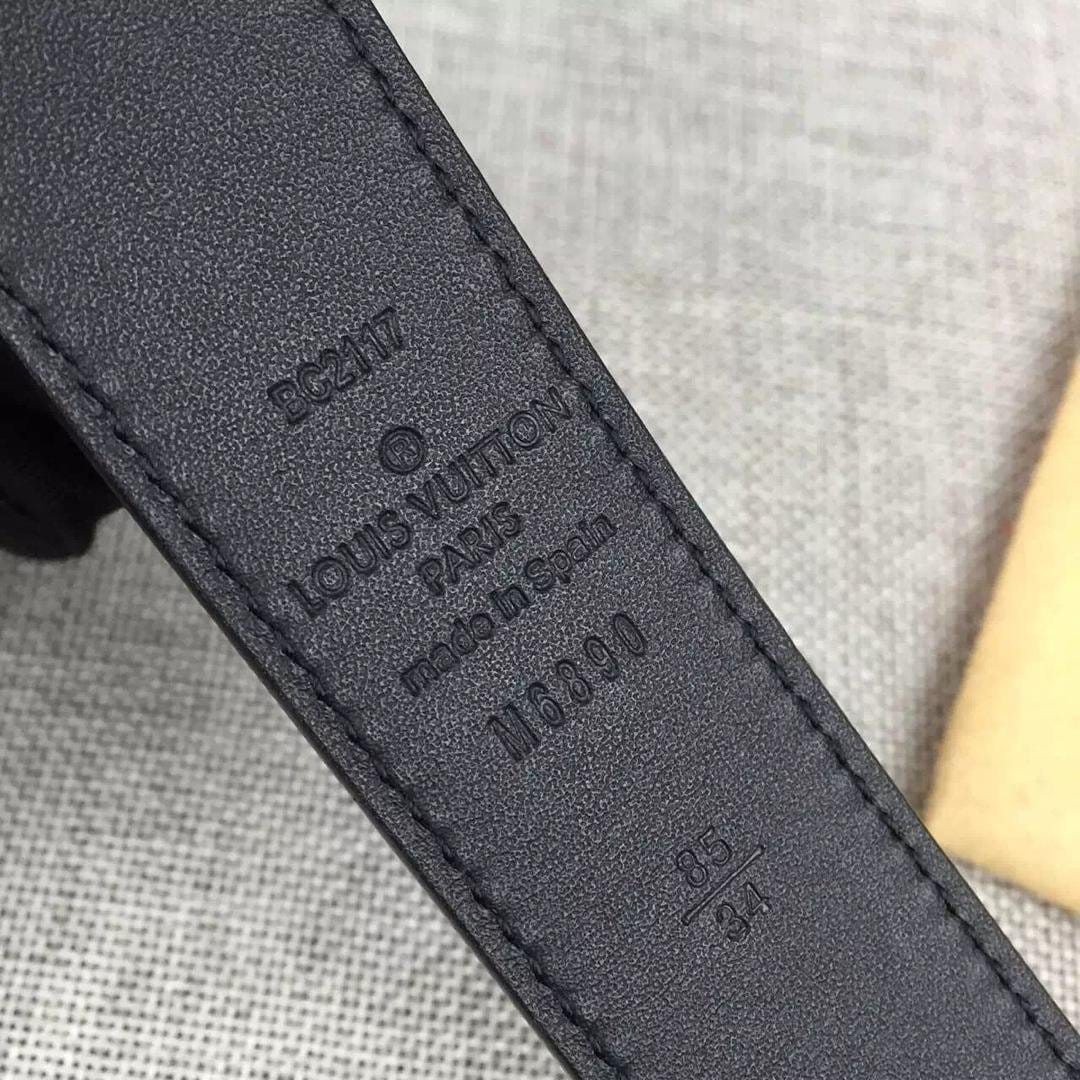 BC2117
LOUIS VUITTON
PARIS
made in Spain
M6890
85
34